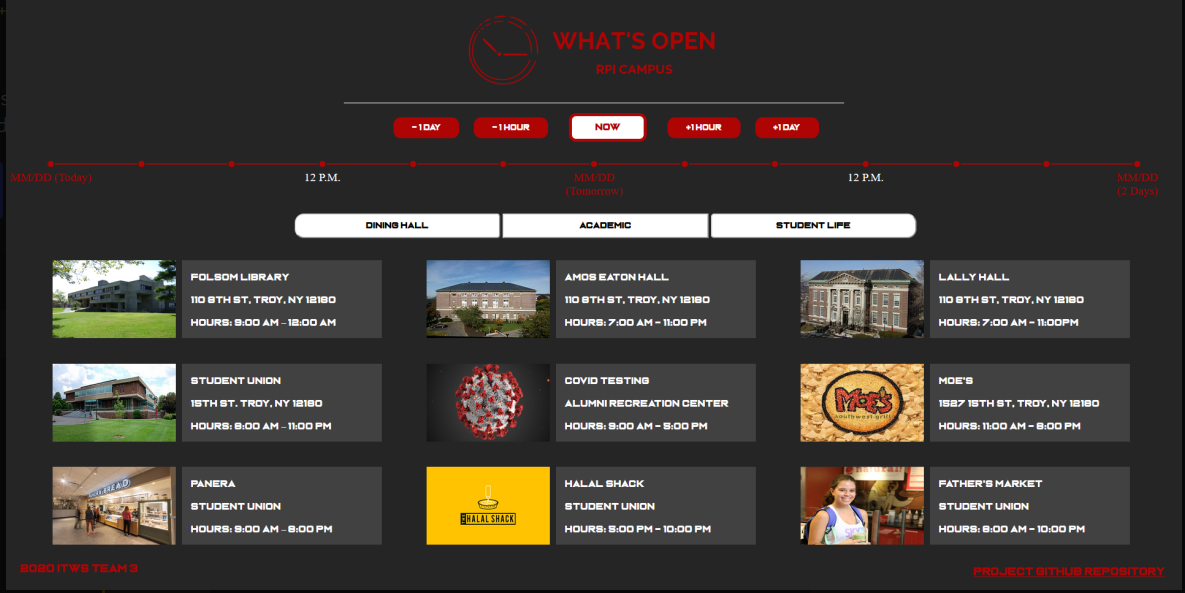 WHAT'S OPEN
RPI CAMPUS
- 1 DAY
- 1 HOUR
NOW
+1 HOUR
+1 DAY
MM/DD (Today)
12 P.M.
MM/DD
(Tomorrow)
12 P.M.
MM/DD
(2 Days)
DINING HALL
ACADEMIC
STUDENT LIFE
FOLSOM LIBRARY
110 8TH ST, TROY, NY 12180
HOURS: 9:00 AM – 12:00 AM
AMOS EATON HALL
110 8TH ST, TROY, NY 12180
HOURS: 7:00 AM - 11:00 PM
LALLY HALL
110 8TH ST, TROY, NY 12180
HOURS: 7:00 AM - 11:00PM
STUDENT UNION
15TH ST. TROY, NY 12180
HOURS: 8:00 AM – 11:00 PM
COVID TESTING
ALUMNI RECREATION CENTER
HOURS: 9:00 AM - 5:00 PM
MOE'S
southwest grill
MOE'S
1527 15TH ST, TROY, NY 12180
HOURS: 11:00 AM - 8:00 PM
BREAD
PANERA
STUDENT UNION
HOURS: 9:00 AM – 8:00 PM
THE HALAL SHACK
HALAL SHACK
STUDENT UNION
HOURS: 5:00 PM - 10:00 PM
FATHER'S MARKET
STUDENT UNION
HOURS: 8:00 AM - 10:00 PM
2020 ITWS TEAM 3
PROJECT GITHUB REPOSITORY